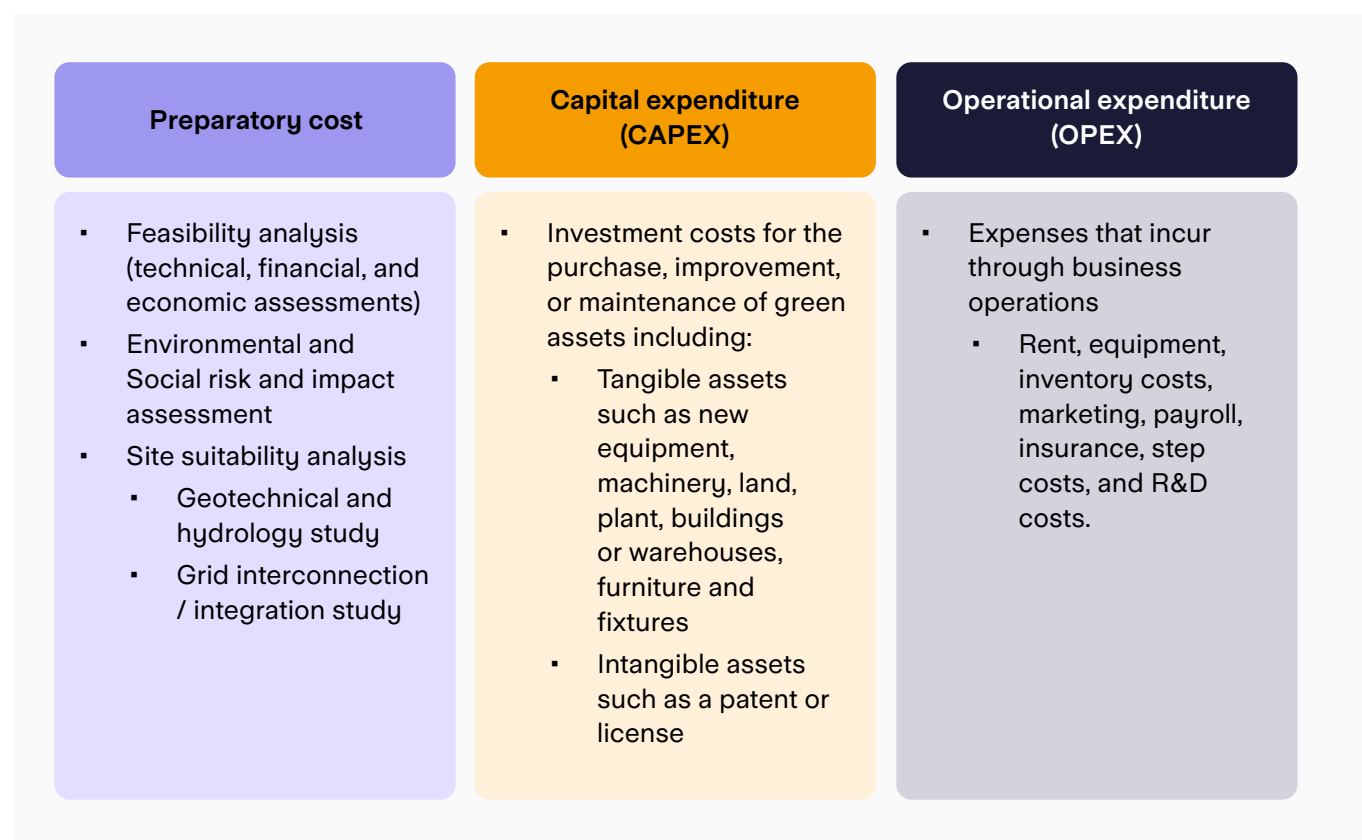 Preparatory cost
▪ Feasibility analysis
(technical, financial, and
economic assessments)
▪ Environmental and
Social risk and impact
assessment
▪ Site suitability analysis
▪ Geotechnical and
hydrology study
▪ Grid interconnection
/ integration study
Capital expenditure
(CAPEX)
▪ Investment costs for the
purchase, improvement,
or maintenance of green
assets including:
▪ Tangible assets
such as new
equipment,
machinery, land,
plant, buildings
or warehouses,
furniture and
fixtures
▪ Intangible assets
such as a patent or
license
Operational expenditure
(OPEX)
▪ Expenses that incur
through business
operations
▪ Rent, equipment,
inventory costs,
marketing, payroll,
insurance, step
costs, and R&D
costs.